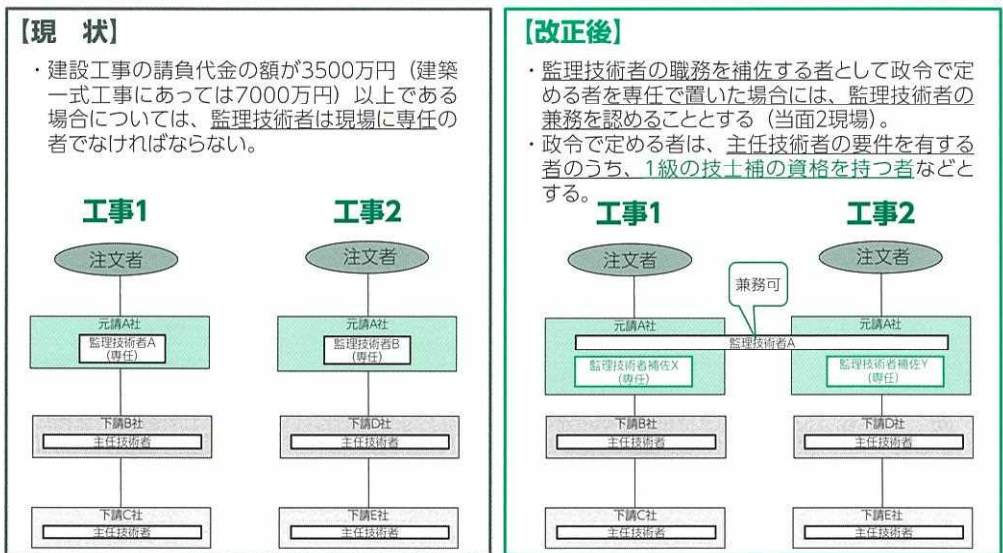 【現　状】
・建設工事の請負代金の額が3500万円（建築
一式工事にあっては7000万円）以上である
場合については、監理技術者は現場に専任の
者でなければならない。
工事1
工事2
注文者
注文者
元請A社
監理技術者A
（専任）
元請A社
監理技術者B
（専任）
下請B社
主任技術者
下請D社
主任技術者
下請C社
主任技術者
下請E社
主任技術者
【改正後】
・監理技術者の職務を補佐する者として政令で定
める者を専任で置いた場合には、監理技術者の
兼務を認めることとする（当面2現場）。
・政令で定める者は、主任技術者の要件を有する
者のうち、1級の技士補の資格を持つ者などと
する。
工事1
工事2
注文者
注文者
兼務可
元請A社
元請A社
監理技術者A
監理技術者補佐X
（専任）
監理技術者補佐Y
（専任）
下請B社
主任技術者
下請D社
主任技術者
下請C社
主任技術者
下請E社
主任技術者